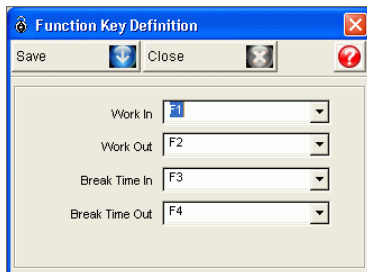 Function Key Definition
Save Close
Work In F1
Work Out F2
Break Time In F3
Break Time Out F4